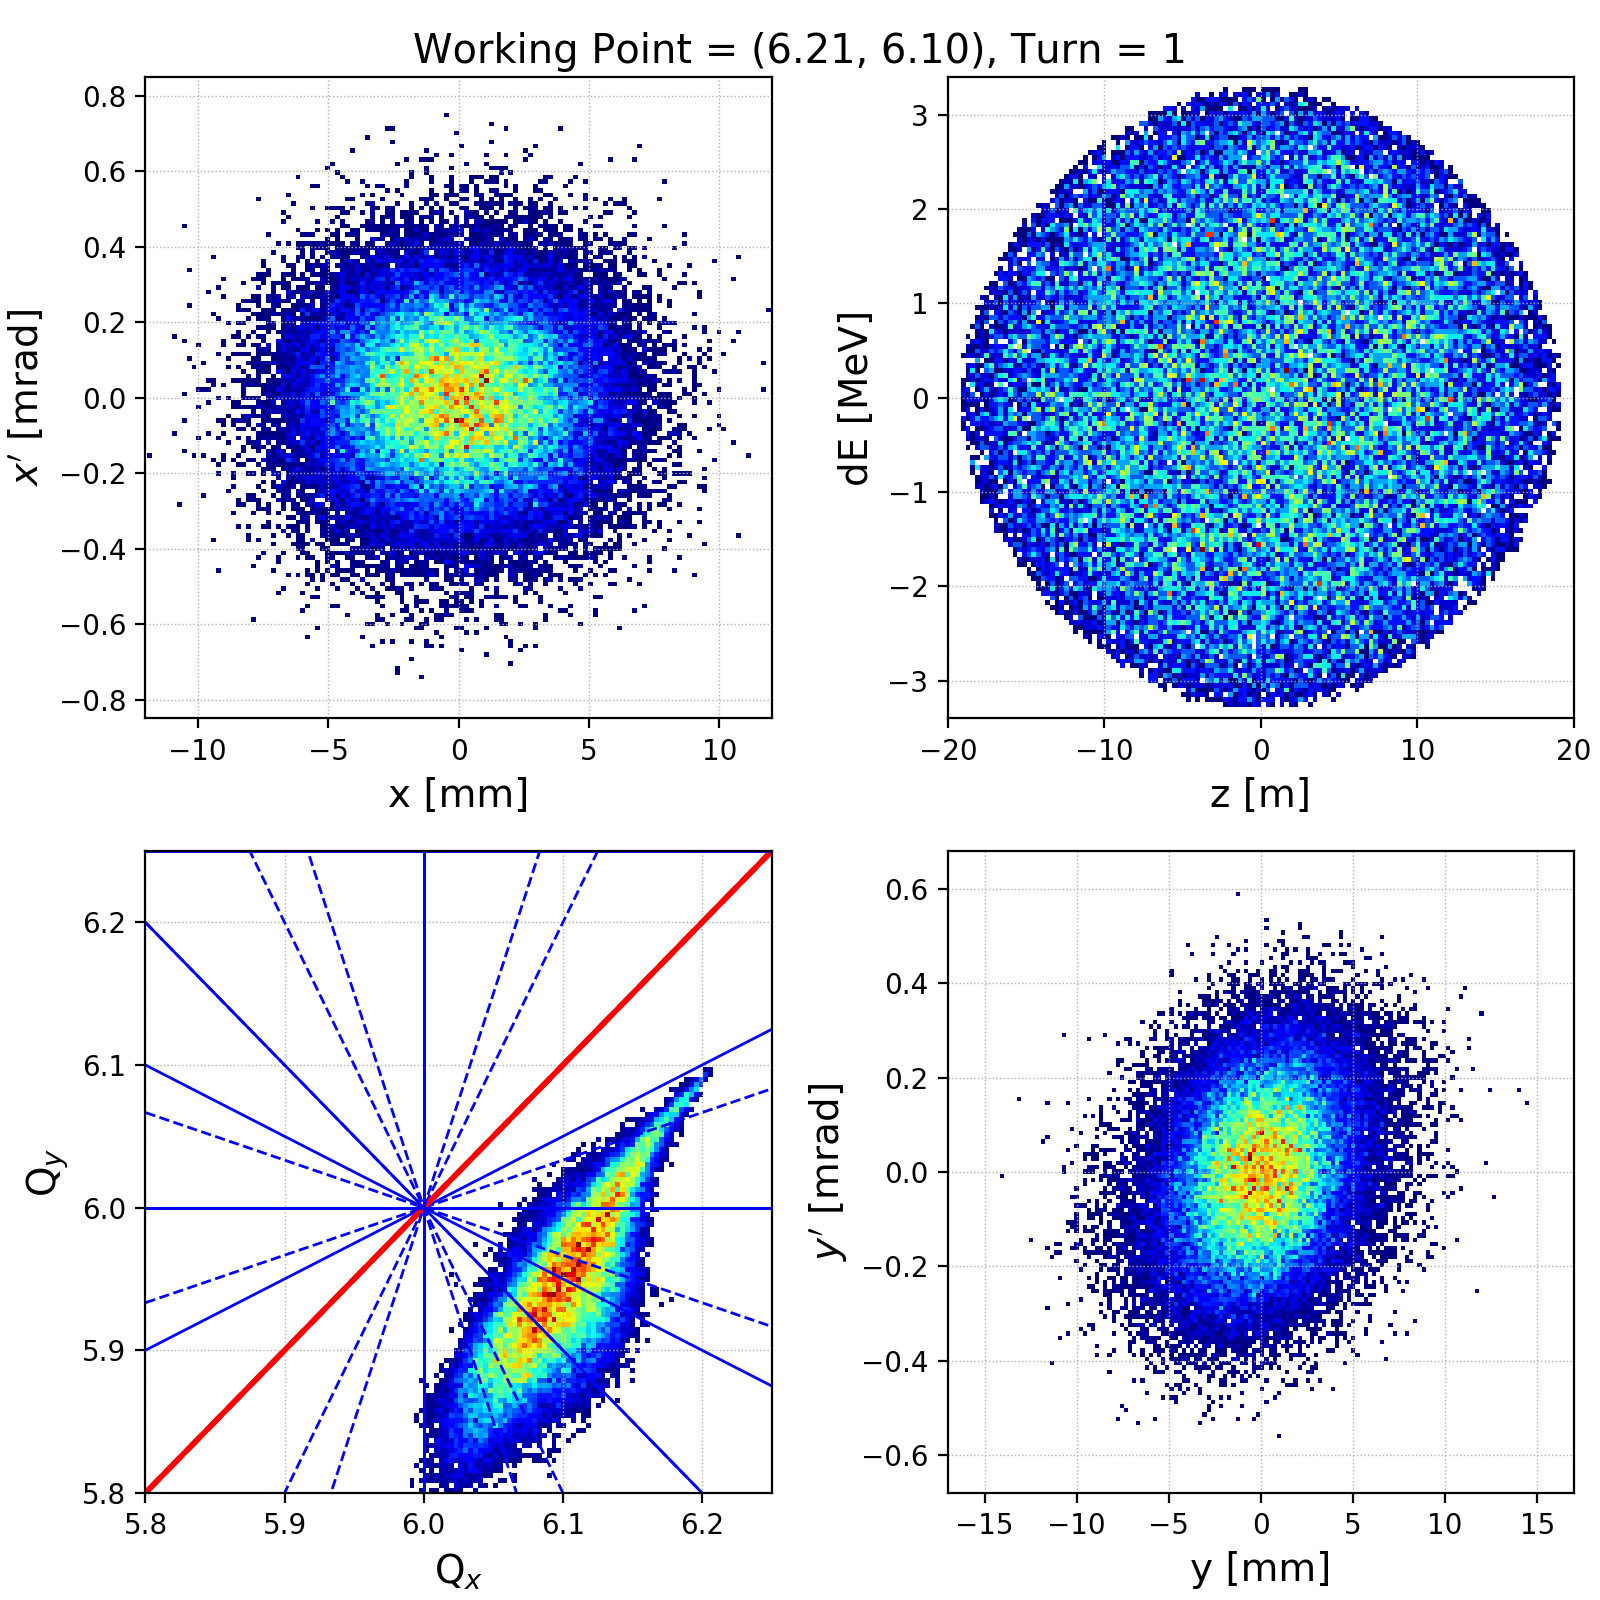 Working Point = (6.21, 6.10), Turn = 1
0.8
0.6
0.4
0.2
0.0
−0.2
−0.4
−0.6
−0.8
x′ [mrad]
−10 −5 0 5 10
x [mm]
3
2
1
0
−1
−2
−3
dE [MeV]
−20 −10 0 10 20
z [m]
6.2
6.1
6.0
5.9
5.8
Qy
5.8 5.9 6.0 6.1 6.2
Qx
0.6
0.4
0.2
0.0
−0.2
−0.4
−0.6
y′ [mrad]
−15 −10 −5 0 5 10 15
y [mm]